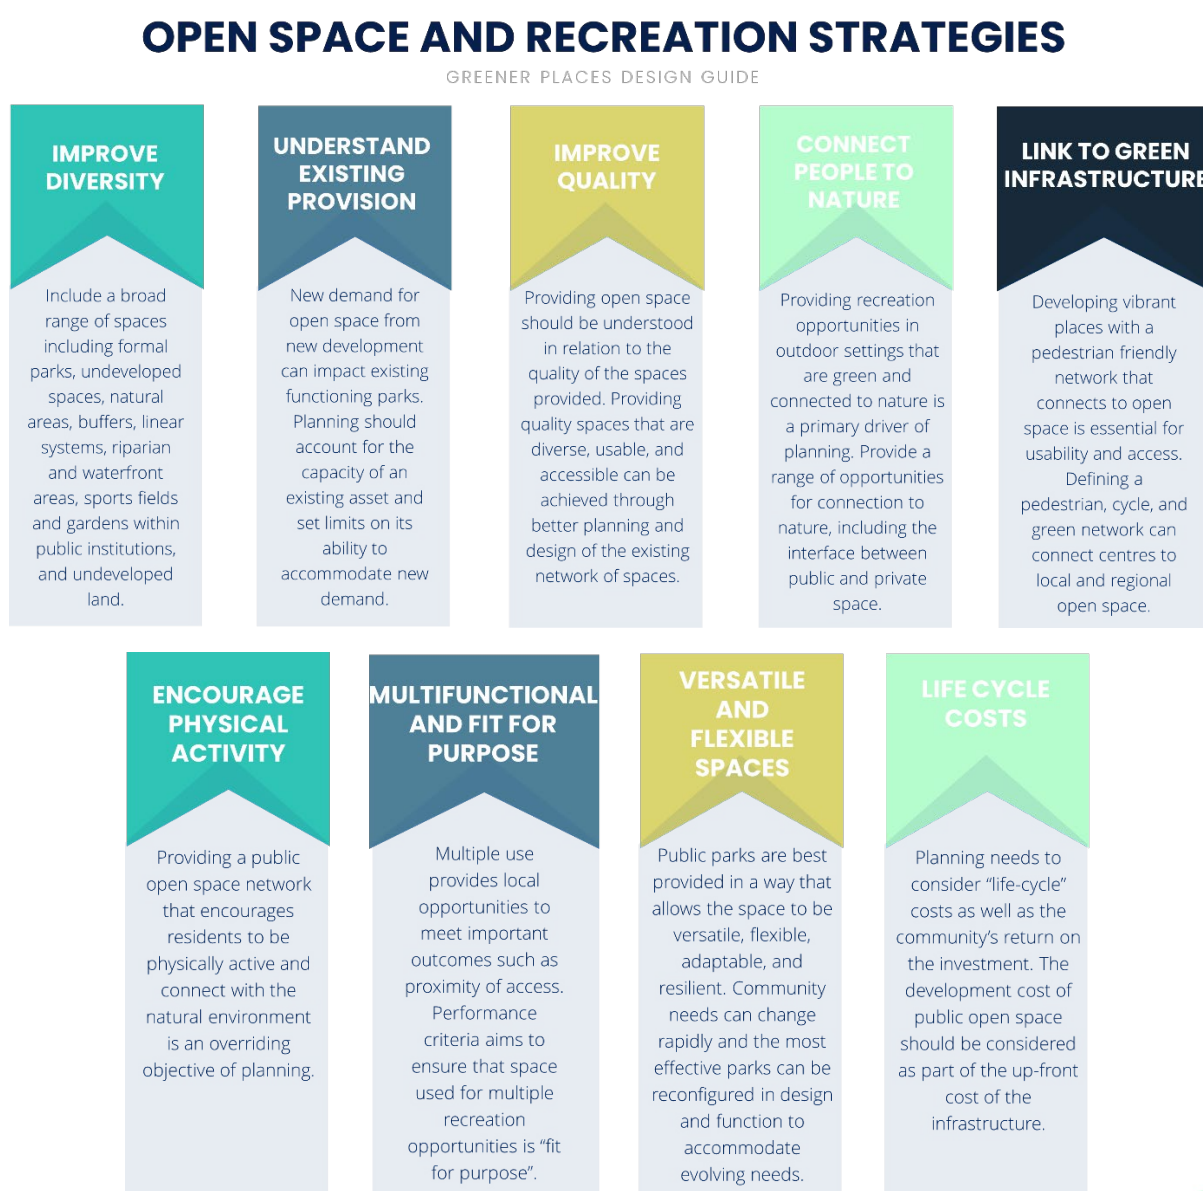 OPEN SPACE AND RECREATION STRATEGIES
GREENER PLACES DESIGN GUIDE
IMPROVE
DIVERSITY
Include a broad
range of spaces
including formal
parks, undeveloped
spaces, natural
areas, buffers, linear
systems, riparian
and waterfront
areas, sports fields
and gardens within
public institutions,
and undeveloped
land.
UNDERSTAND
EXISTING
PROVISION
New demand for
open space from
new development
can impact existing
functioning parks.
Planning should
account for the
capacity of an
existing asset and
set limits on its
ability to
accommodate new
demand.
IMPROVE
QUALITY
Providing open space
should be understood
in relation to the
quality of the spaces
provided. Providing
quality spaces that are
diverse, usable, and
accessible can be
achieved through
better planning and
design of the existing
network of spaces.
CONNECT
PEOPLE TO
NATURE
Providing recreation
opportunities in
outdoor settings that
are green and
connected to nature is
a primary driver of
planning. Provide a
range of opportunities
for connection to
nature, including the
interface between
public and private
space.
LINK TO GREEN
INFRASTRUCTURE
Developing vibrant
places with a
pedestrian friendly
network that
connects to open
space is essential for
usability and access.
Defining a
pedestrian, cycle, and
green network can
connect centres to
local and regional
open space.
ENCOURAGE
PHYSICAL
ACTIVITY
Providing a public
open space network
that encourages
residents to be
physically active and
connect with the
natural environment
is an overriding
objective of planning.
MULTIFUNCTIONAL
AND FIT FOR
PURPOSE
Multiple use
provides local
opportunities to
meet important
outcomes such as
proximity of access.
Performance
criteria aims to
ensure that space
used for multiple
recreation
opportunities is “fit
for purpose”.
VERSATILE
AND
FLEXIBLE
SPACES
Public parks are best
provided in a way that
allows the space to be
versatile, flexible,
adaptable, and
resilient. Community
needs can change
rapidly and the most
effective parks can be
reconfigured in design
and function to
accommodate
evolving needs.
LIFE CYCLE
COSTS
Planning needs to
consider “life-cycle”
costs as well as the
community’s return on
the investment. The
development cost of
public open space
should be considered
as part of the up-front
cost of the
infrastructure.